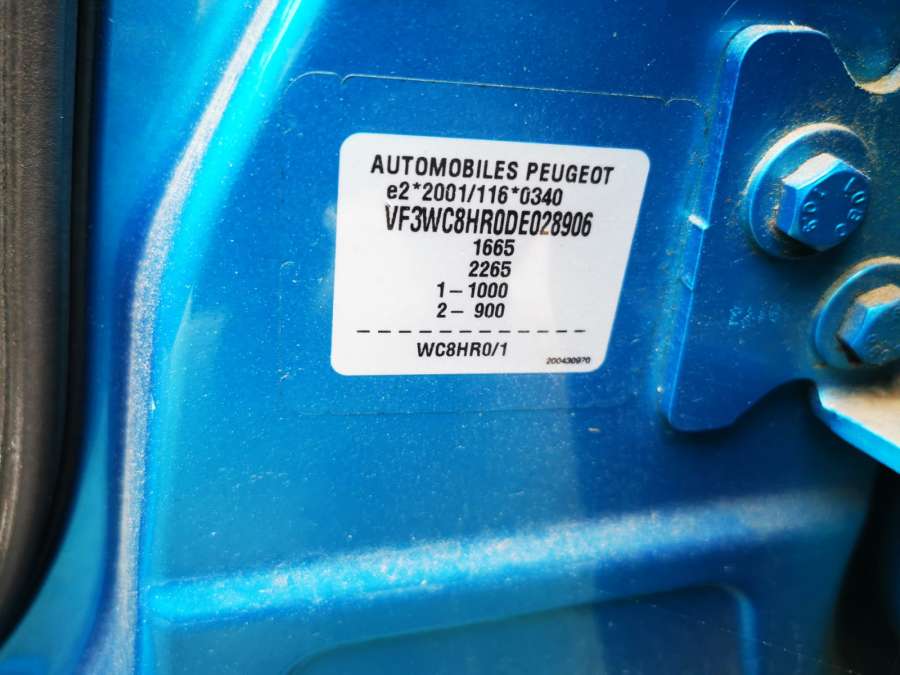 AUTOMOBILES PEUGEOT
e2*2001/116*0340
VF3WC8HR0DE028906
1665
2265
1– 1000
2– 900
WC8HR0/1
200430970